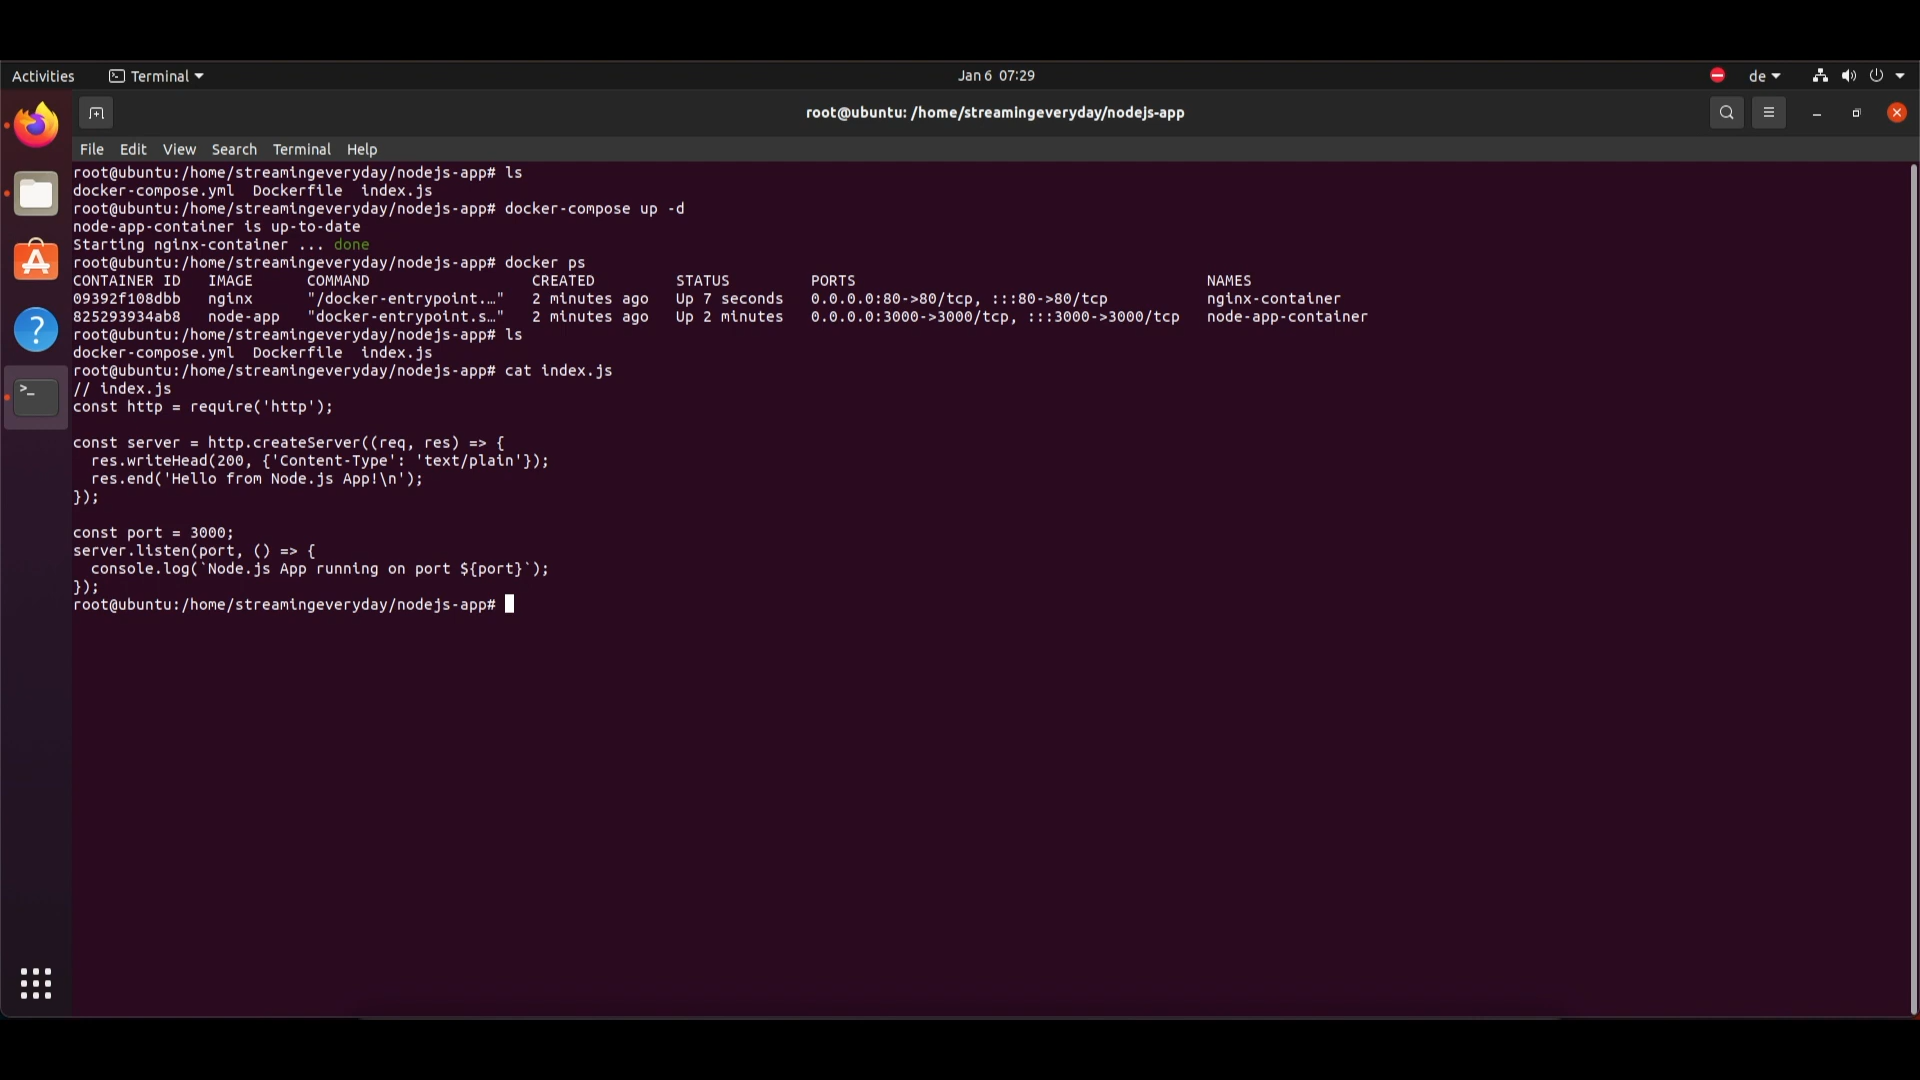 Activities Terminal Jan 6 07:29 de
root@ubuntu: /home/streamingeveryday/nodejs-app
File Edit View Search Terminal Help
root@ubuntu:/home/streamingeveryday/nodejs-app# ls
docker-compose.yml  Dockerfile  index.js
root@ubuntu:/home/streamingeveryday/nodejs-app# docker-compose up -d
node-app-container is up-to-date
Starting nginx-container ... done
root@ubuntu:/home/streamingeveryday/nodejs-app# docker ps
CONTAINER ID   IMAGE      COMMAND                  CREATED         STATUS         PORTS                                       NAMES
09392f108dbb   nginx      "/docker-entrypoint.…"   2 minutes ago   Up 7 seconds   0.0.0.0:80->80/tcp, :::80->80/tcp           nginx-container
825293934ab8   node-app   "docker-entrypoint.s…"   2 minutes ago   Up 2 minutes   0.0.0.0:3000->3000/tcp, :::3000->3000/tcp   node-app-container
root@ubuntu:/home/streamingeveryday/nodejs-app# ls
docker-compose.yml  Dockerfile  index.js
root@ubuntu:/home/streamingeveryday/nodejs-app# cat index.js
// index.js
const http = require('http');

const server = http.createServer((req, res) => {
  res.writeHead(200, {'Content-Type': 'text/plain'});
  res.end('Hello from Node.js App!\n');
});

const port = 3000;
server.listen(port, () => {
  console.log(`Node.js App running on port ${port}`);
});
root@ubuntu:/home/streamingeveryday/nodejs-app#